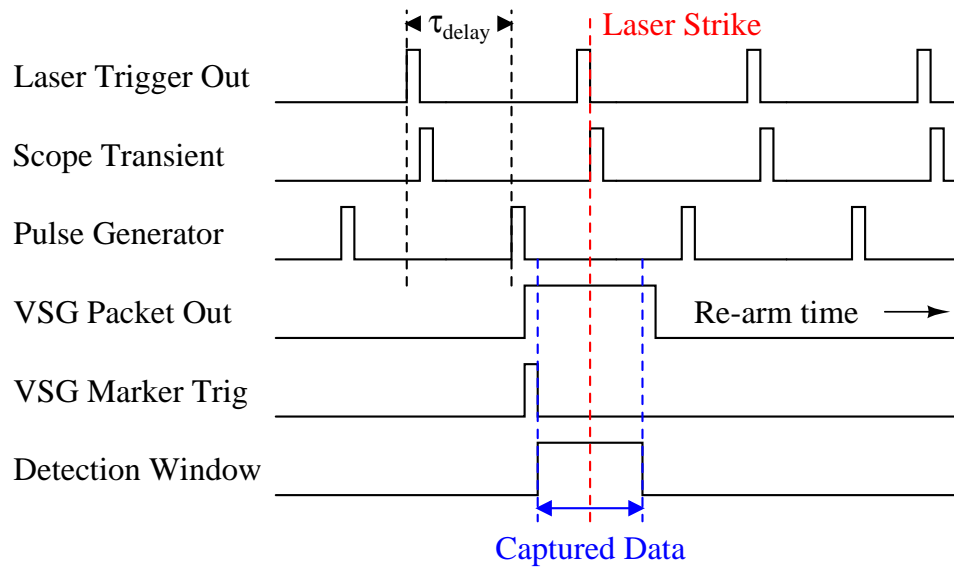 τdelay
Laser Strike
Laser Trigger Out
Scope Transient
Pulse Generator
VSG Packet Out
Re-arm time
VSG Marker Trig
Detection Window
Captured Data